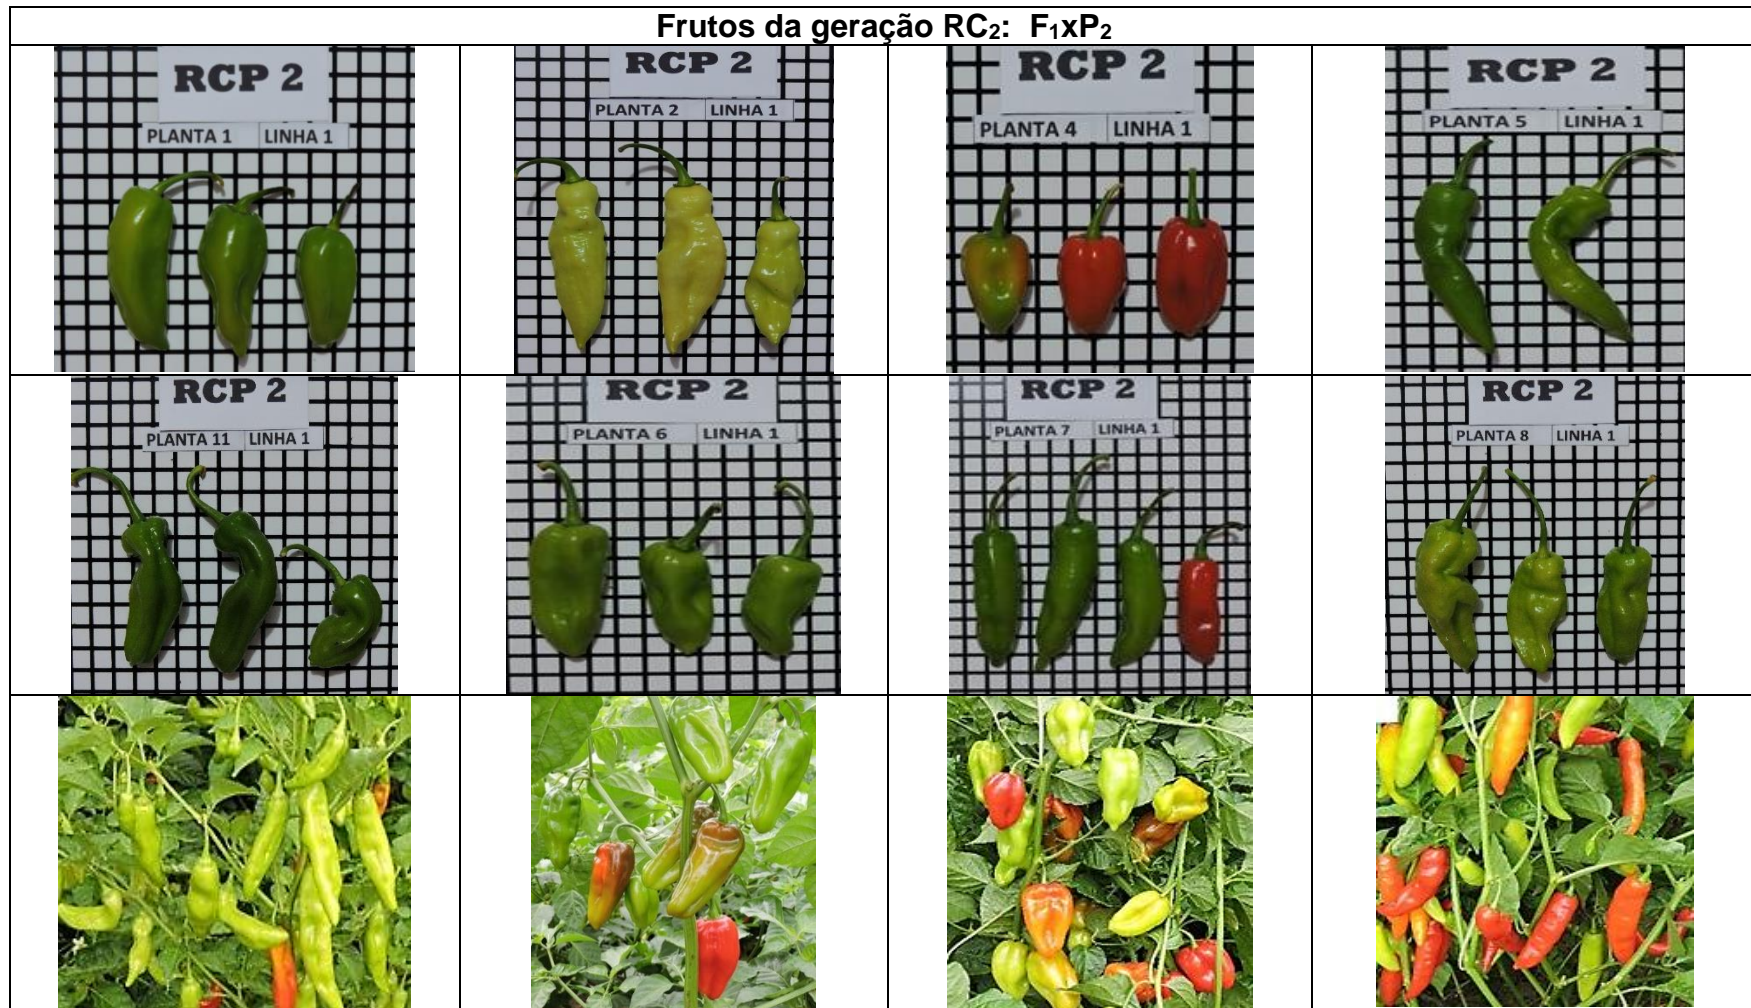 Frutos da geração RC₂: F₁xP₂
RCP 2
PLANTA 1 LINHA 1
RCP 2
PLANTA 2 LINHA 1
RCP 2
PLANTA 4 LINHA 1
RCP 2
PLANTA 5 LINHA 1
RCP 2
PLANTA 11 LINHA 1
RCP 2
PLANTA 6 LINHA 1
RCP 2
PLANTA 7 LINHA 1
RCP 2
PLANTA 8 LINHA 1